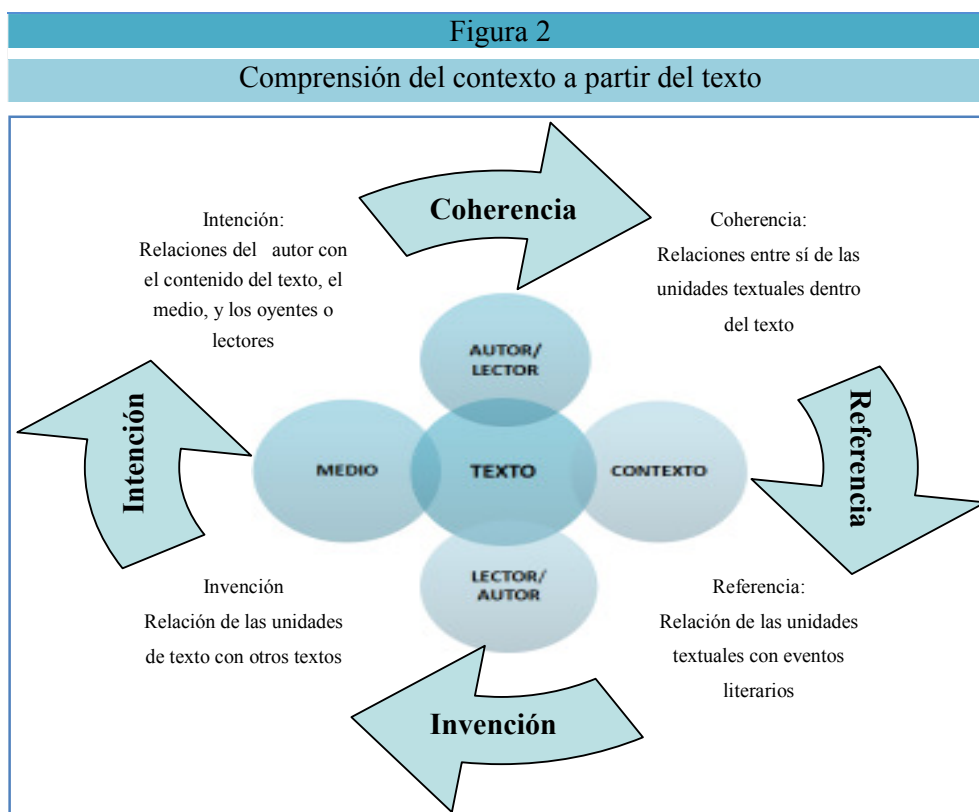 Figura 2
Comprensión del contexto a partir del texto
Coherencia
Intención:
Relaciones del autor con
el contenido del texto, el
medio, y los oyentes o
lectores
Coherencia:
Relaciones entre sí de las
unidades textuales dentro
del texto
AUTOR/
LECTOR
Intención
MEDIO
TEXTO
CONTEXTO
Referencia
LECTOR/
AUTOR
Invención
Relación de las unidades
de texto con otros textos
Referencia:
Relación de las unidades
textuales con eventos
literarios
Invención